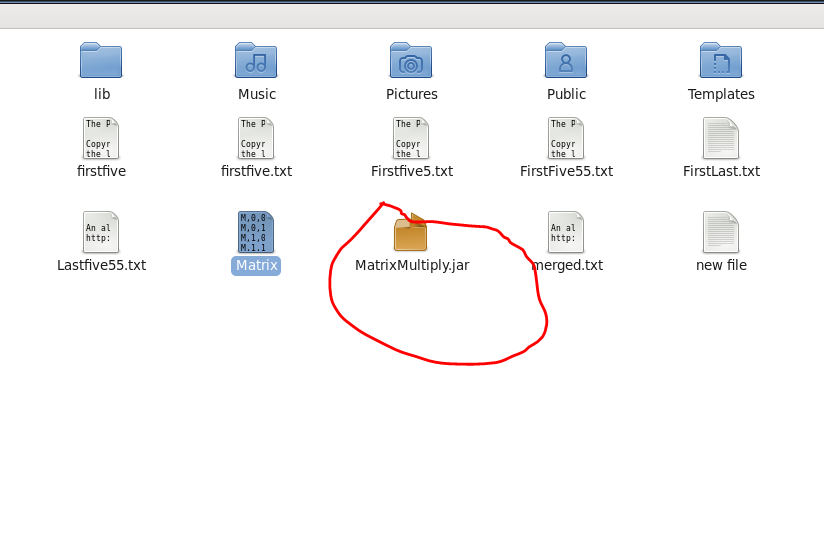 lib
Music
Pictures
Public
Templates
The P
Copyr
the l
firstfive
The P
Copyr
the l
firstfive.txt
The P
Copyr
the l
Firstfive5.txt
The P
Copyr
the l
FirstFive55.txt
FirstLast.txt
An al
http:
Lastfive55.txt
M,0,0
M,0,1
M,1,0
M,1,1
Matrix
MatrixMultiply.jar
An al
http:
merged.txt
new file